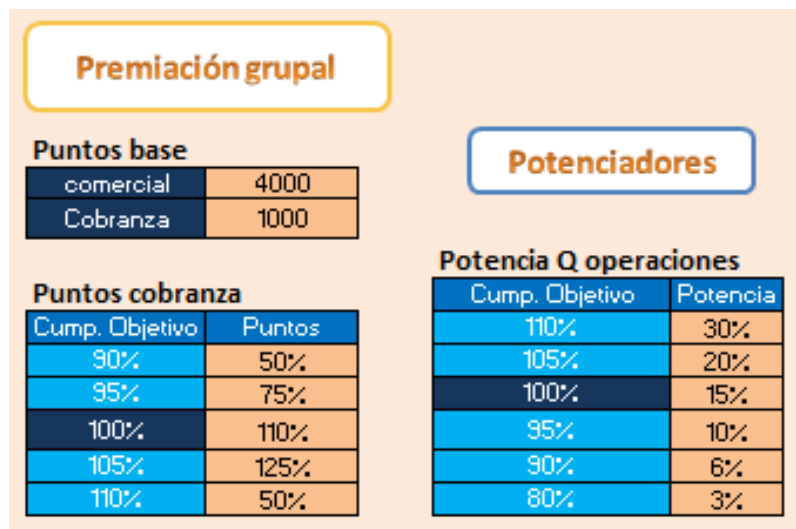 Premiación grupal
Puntos base
comercial 4000
Cobranza 1000
Puntos cobranza
Cump. Objetivo Puntos
90% 50%
95% 75%
100% 110%
105% 125%
110% 50%
Potenciadores
Potencia Q operaciones
Cump. Objetivo Potencia
110% 30%
105% 20%
100% 15%
95% 10%
90% 6%
80% 3%